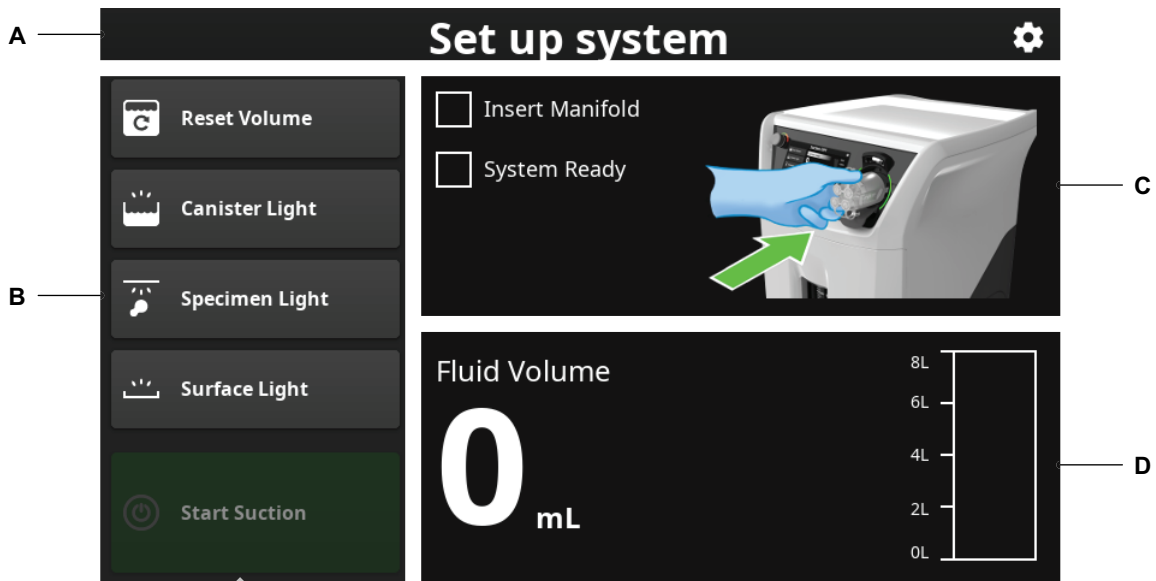 A
Set up system
B
Reset Volume
Canister Light
Specimen Light
Surface Light
Start Suction
Insert Manifold
System Ready
C
Fluid Volume
0 mL
8L
6L
4L
2L
0L
D